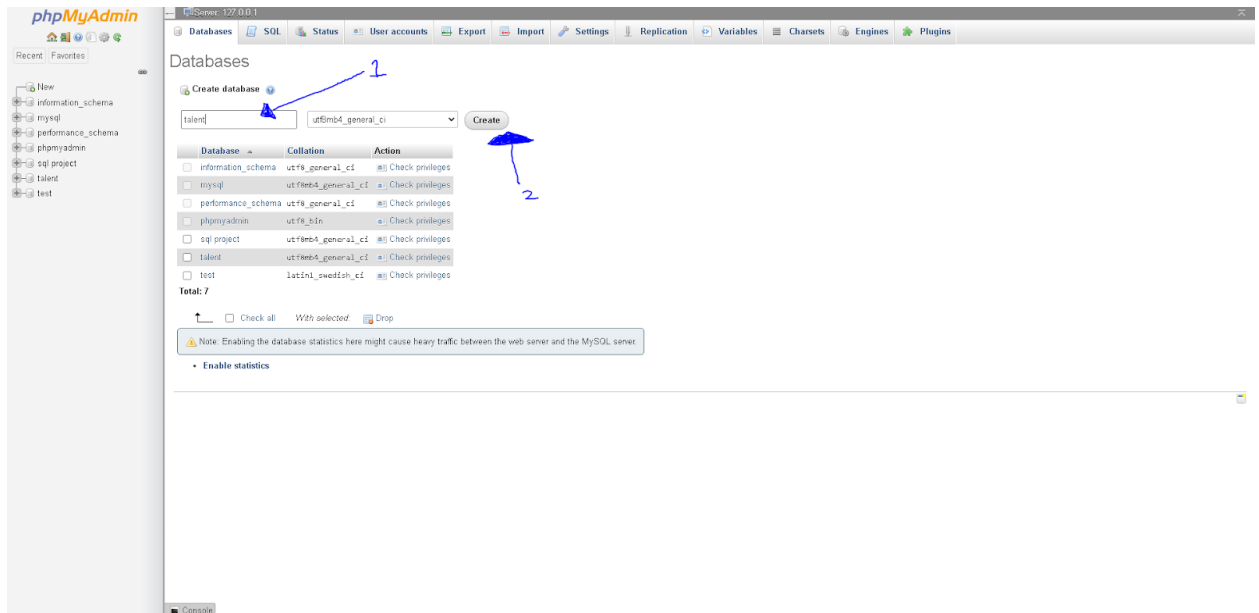 phpMyAdmin
Recent Favorites
New
information_schema
mysql
performance_schema
phpmyadmin
sql project
talent
test
Server: 127.0.0.1
Databases SQL Status User accounts Export Import Settings Replication Variables Charsets Engines Plugins
Databases
1
Create database
talent utf8mb4_general_ci Create
2
Database Collation Action
information_schema utf8_general_ci Check privileges
mysql utf8mb4_general_ci Check privileges
performance_schema utf8_general_ci Check privileges
phpmyadmin utf8_bin Check privileges
sql project utf8mb4_general_ci Check privileges
talent utf8mb4_general_ci Check privileges
test latin1_swedish_ci Check privileges
Total: 7
Check all With selected: Drop
Note: Enabling the database statistics here might cause heavy traffic between the web server and the MySQL server.
Enable statistics
Console